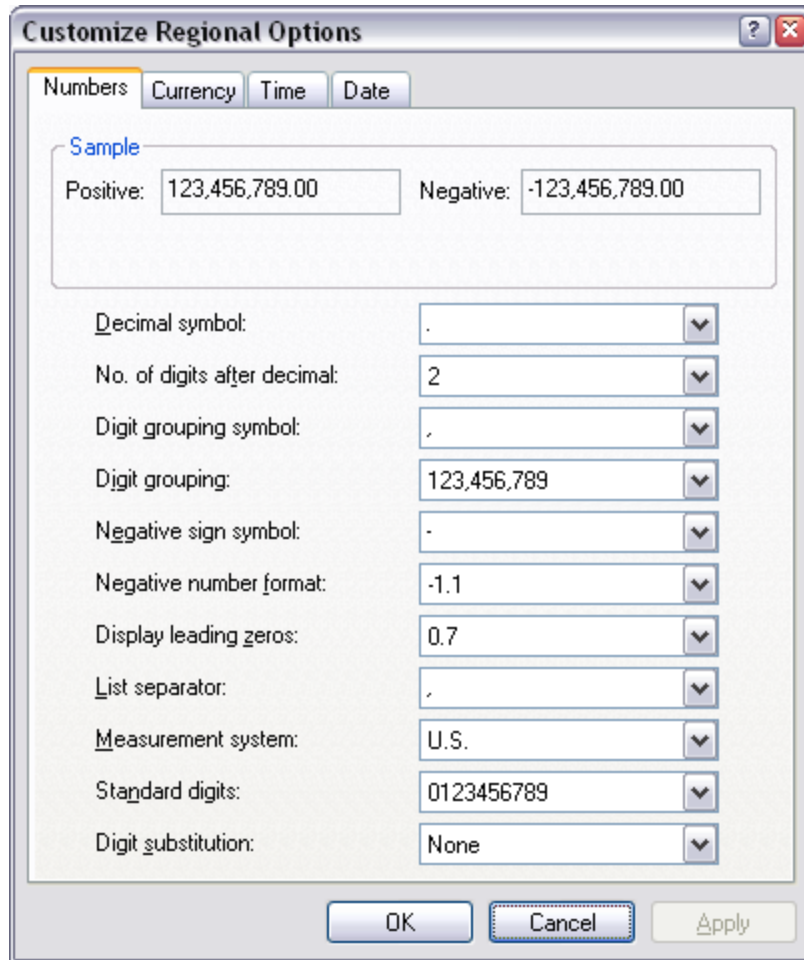 Customize Regional Options
Numbers Currency Time Date
Sample
Positive: 123,456,789.00 Negative: -123,456,789.00
Decimal symbol: .
No. of digits after decimal: 2
Digit grouping symbol: ,
Digit grouping: 123,456,789
Negative sign symbol: -
Negative number format: -1.1
Display leading zeros: 0.7
List separator: ,
Measurement system: U.S.
Standard digits: 0123456789
Digit substitution: None
OK Cancel Apply